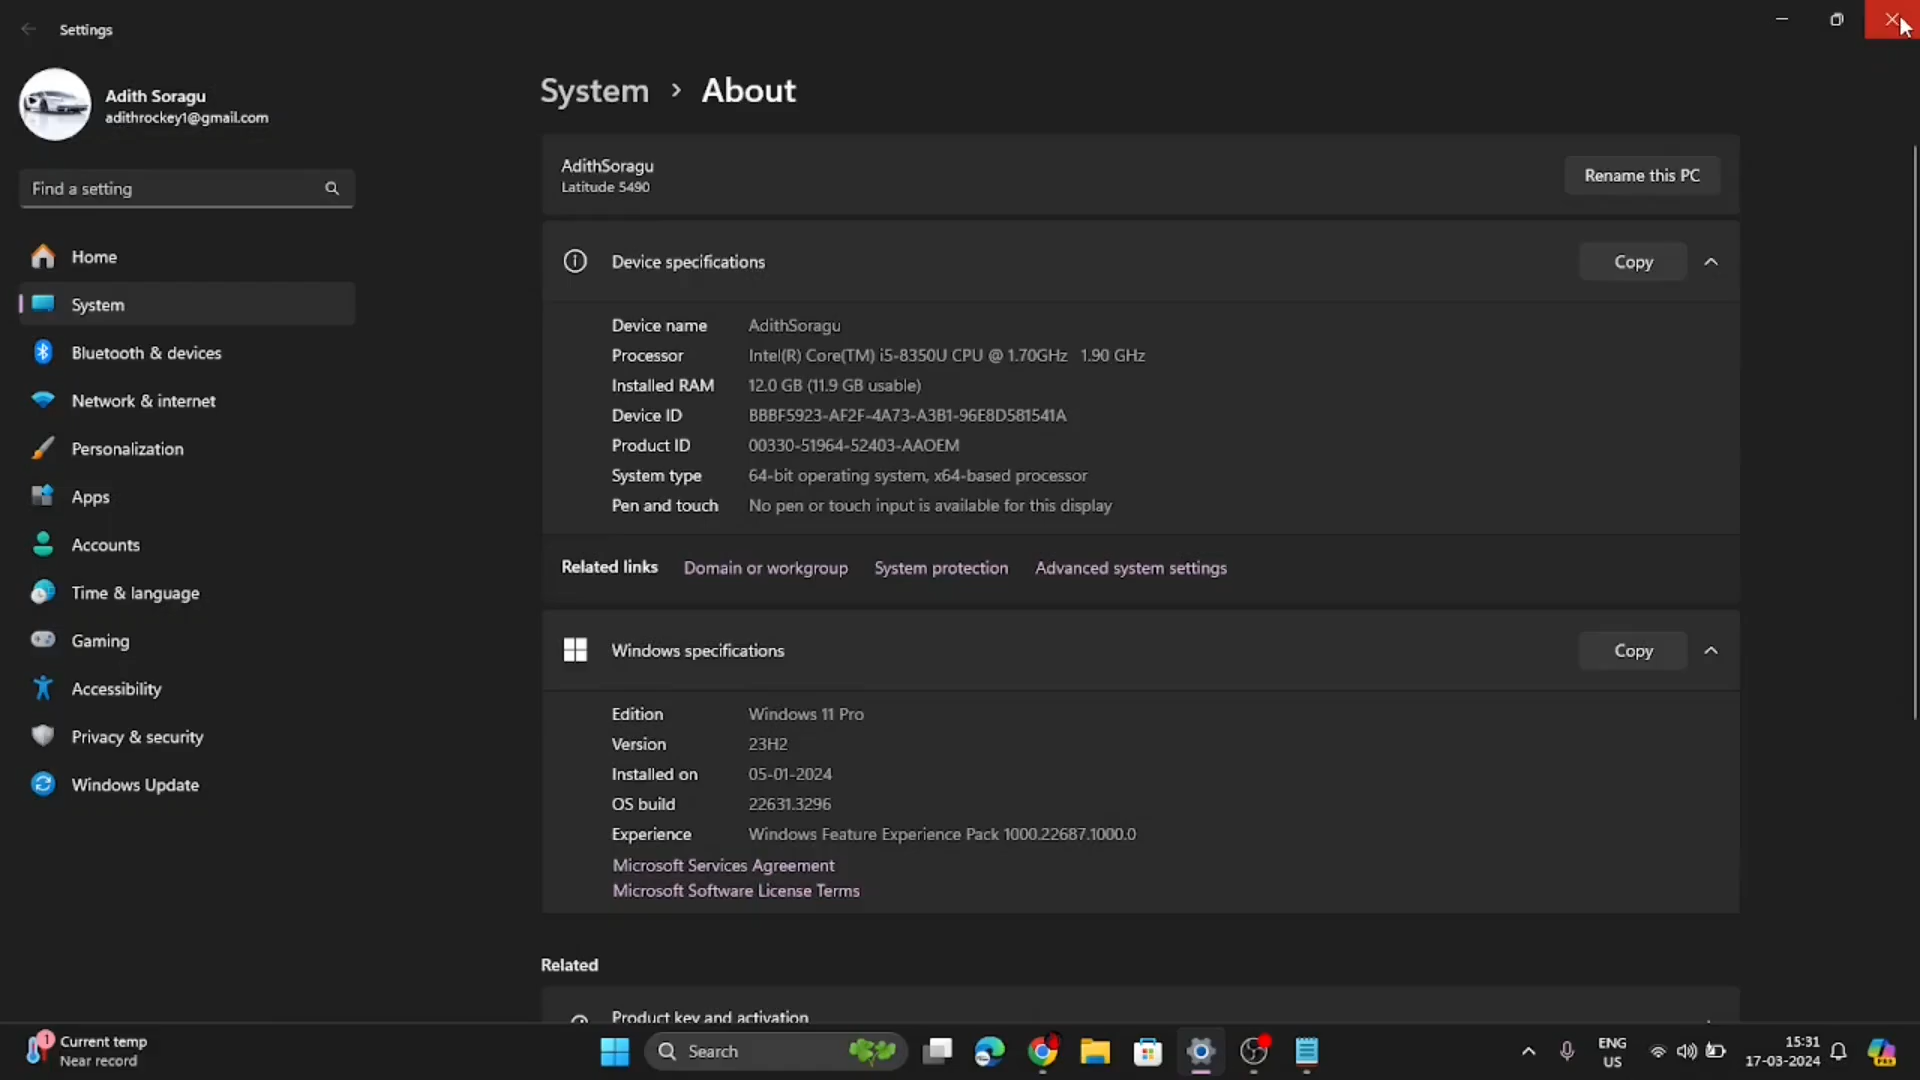 Settings
Adith Soragu
adithrockey1@gmail.com
Find a setting
Home
System
Bluetooth & devices
Network & internet
Personalization
Apps
Accounts
Time & language
Gaming
Accessibility
Privacy & security
Windows Update
System > About
AdithSoragu
Latitude 5490
Rename this PC
Device specifications
Copy
Device name AdithSoragu
Processor Intel(R) Core(TM) i5-8350U CPU @ 1.70GHz 1.90 GHz
Installed RAM 12.0 GB (11.9 GB usable)
Device ID BBBF5923-AF2F-4A73-A3B1-96E8D581541A
Product ID 00330-51964-52403-AAOEM
System type 64-bit operating system, x64-based processor
Pen and touch No pen or touch input is available for this display
Related links Domain or workgroup System protection Advanced system settings
Windows specifications
Copy
Edition Windows 11 Pro
Version 23H2
Installed on 05-01-2024
OS build 22631.3296
Experience Windows Feature Experience Pack 1000.22687.1000.0
Microsoft Services Agreement
Microsoft Software License Terms
Related
Product key and activation
1
Current temp
Near record
Search
ENG
US
15:31
17-03-2024